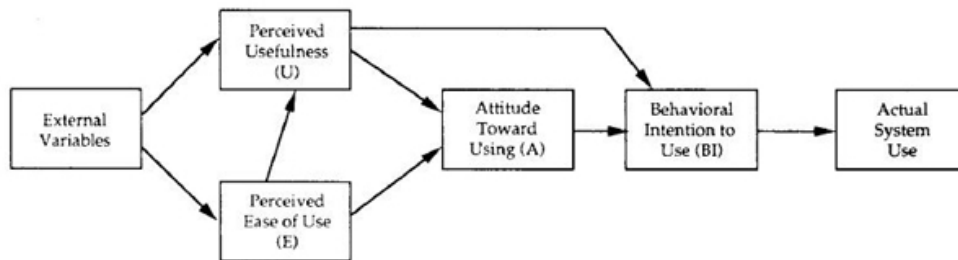 External
Variables
Perceived
Usefulness
(U)
Perceived
Ease of Use
(E)
Attitude
Toward
Using (A)
Behavioral
Intention to
Use (BI)
Actual
System
Use